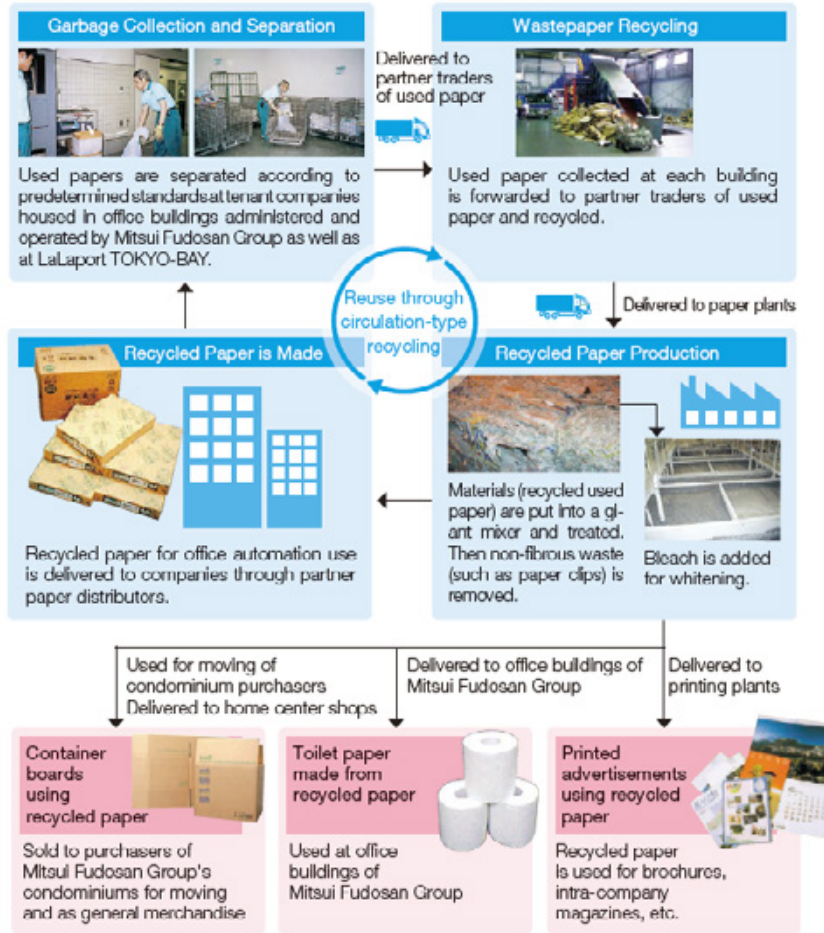 Garbage Collection and Separation
Used papers are separated according to
predetermined standards at tenant companies
housed in office buildings administered and
operated by Mitsui Fudosan Group as well as
at LaLaport TOKYO-BAY.
Delivered to
partner traders
of used paper
Wastepaper Recycling
Used paper collected at each building
is forwarded to partner traders of used
paper and recycled.
Reuse through
circulation-type
recycling
Delivered to paper plants
Recycled Paper is Made
Recycled paper for office automation use
is delivered to companies through partner
paper distributors.
Recycled Paper Production
Materials (recycled used
paper) are put into a gi-
ant mixer and treated.
Then non-fibrous waste
(such as paper clips) is
removed.
Bleach is added
for whitening.
Used for moving of
condominium purchasers
Delivered to home center shops
Delivered to office buildings of
Mitsui Fudosan Group
Delivered to
printing plants
Container
boards
using
recycled paper
Sold to purchasers of
Mitsui Fudosan Group's
condominiums for moving
and as general merchandise
Toilet paper
made from
recycled paper
Used at office
buildings of
Mitsui Fudosan Group
Printed
advertisements
using recycled
paper
Recycled paper
is used for brochures,
intra-company
magazines, etc.